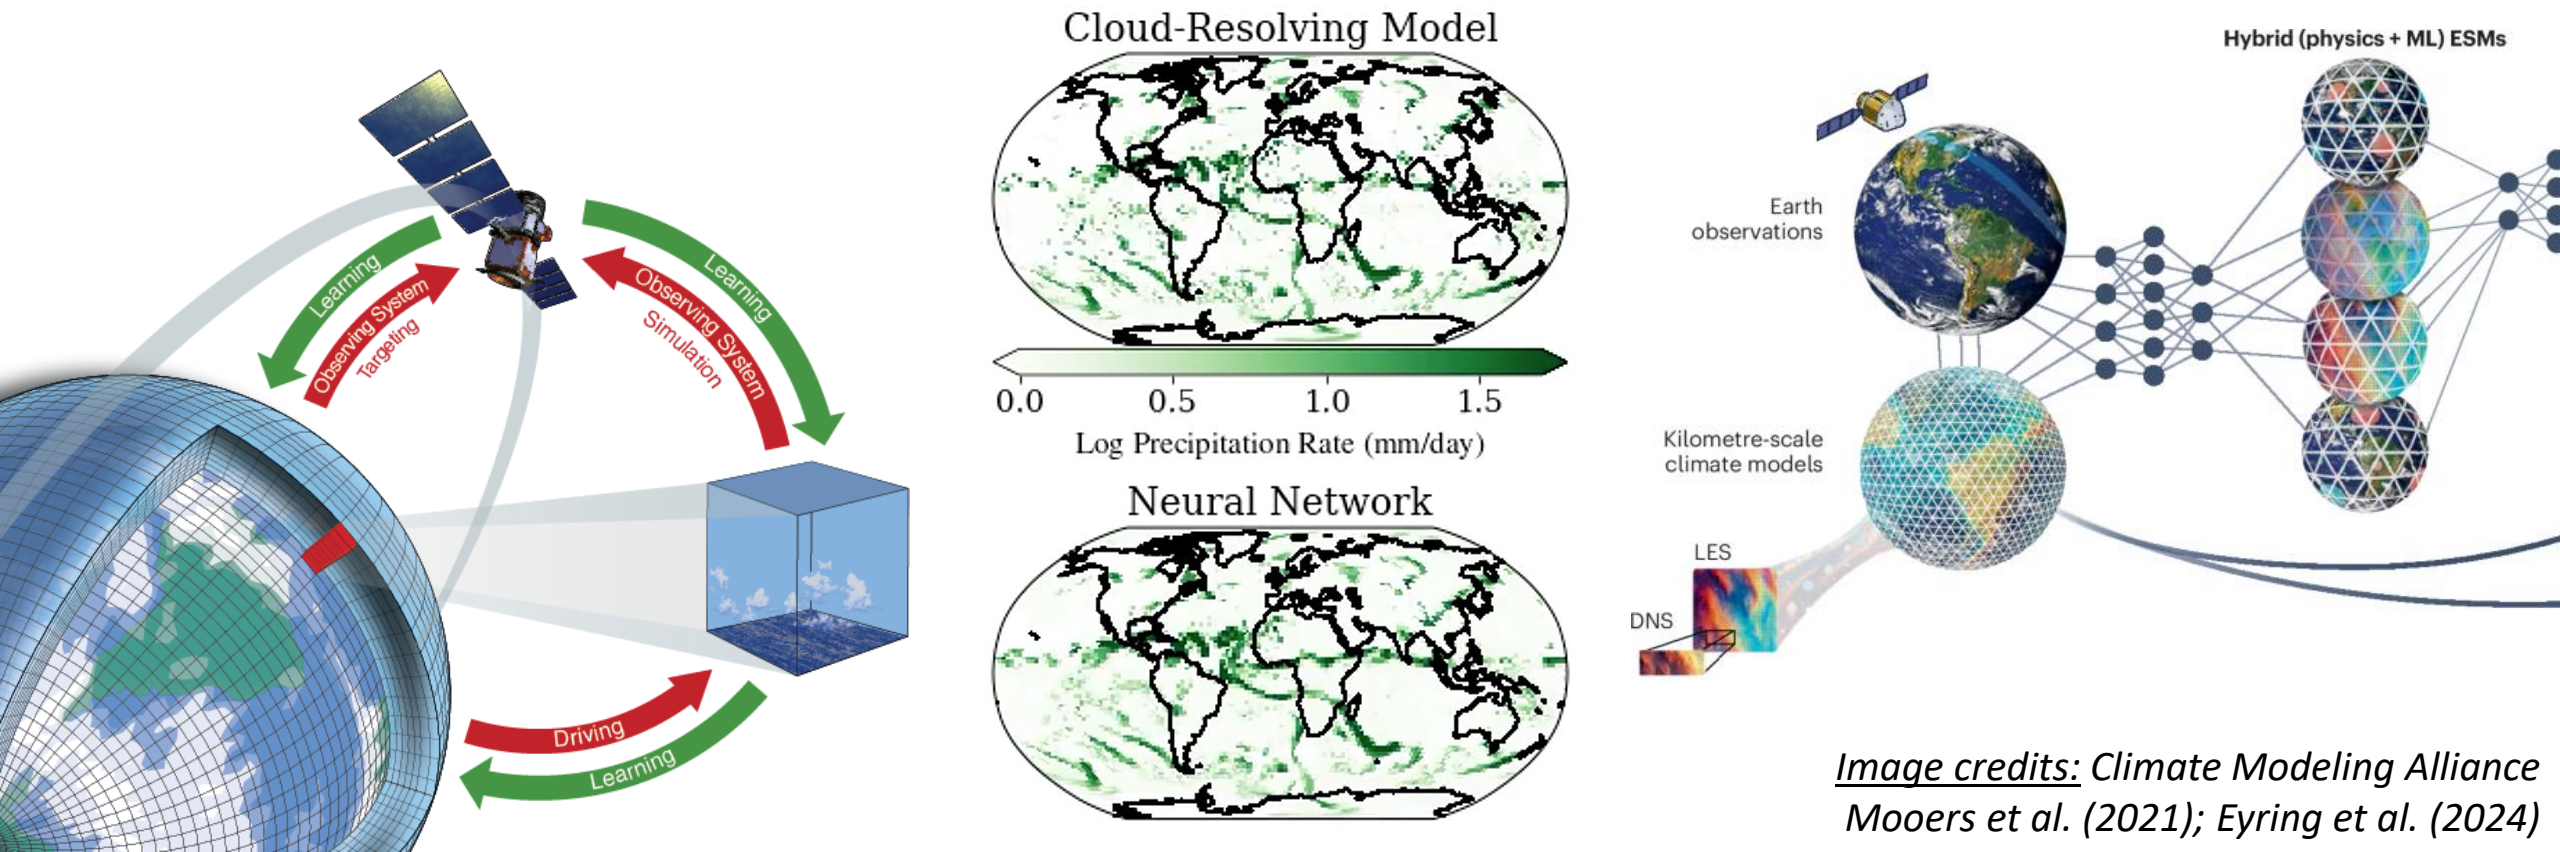 Learning
Observing System
Targeting
Learning
Observing System
Simulation
Driving
Learning
Cloud-Resolving Model
0.0 0.5 1.0 1.5
Log Precipitation Rate (mm/day)
Neural Network
Hybrid (physics + ML) ESMs
Earth
observations
Kilometre-scale
climate models
LES
DNS
Image credits: Climate Modeling Alliance
Mooers et al. (2021); Eyring et al. (2024)